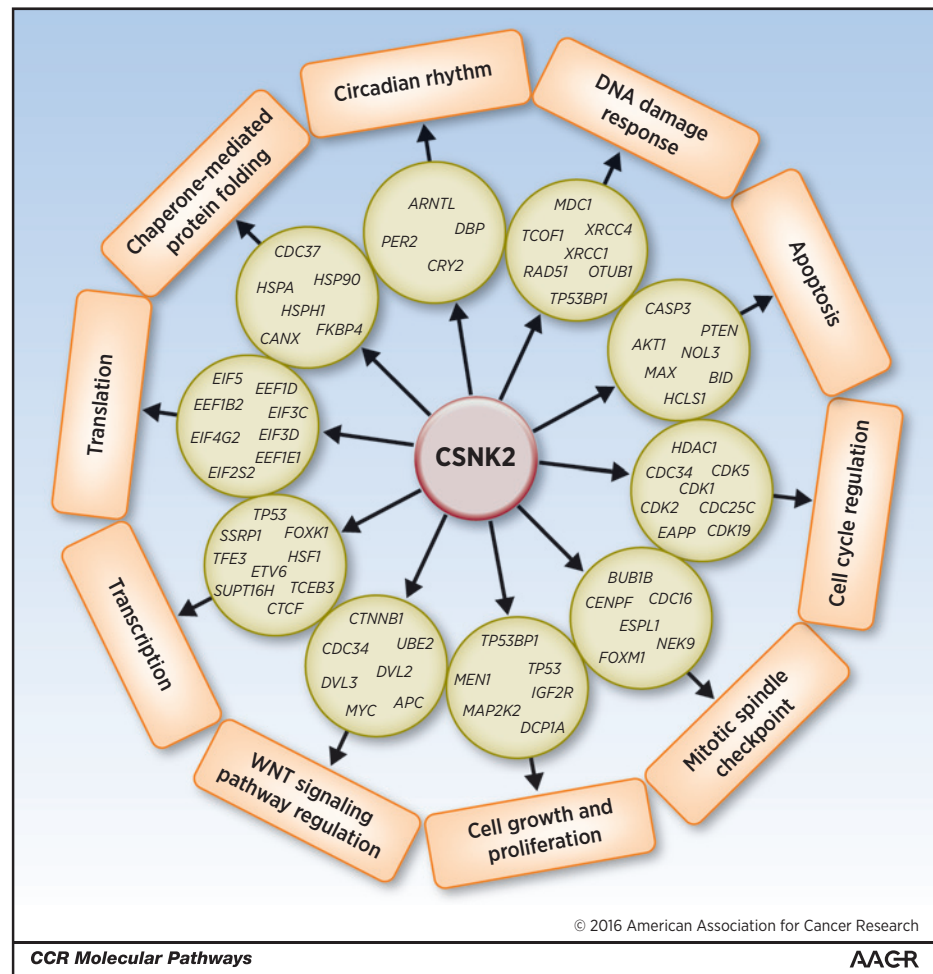 Circadian rhythm
DNA damage
response
Apoptosis
Cell cycle regulation
Mitotic spindle
checkpoint
Cell growth and
proliferation
WNT signaling
pathway regulation
Transcription
Translation
Chaperone-mediated
protein folding
ARNTL
DBP
PER2
CRY2
MDC1
TCOF1 XRCC4
XRCC1
RAD51 OTUB1
TP53BP1
CASP3
PTEN
AKT1
NOL3
MAX
BID
HCLS1
HDAC1
CDC34 CDK5
CDK1
CDK2 CDC25C
EAPP CDK19
BUB1B
CENPF CDC16
ESPL1
NEK9
FOXM1
TP53BP1
TP53
MEN1
IGF2R
MAP2K2
DCP1A
CTNNB1
CDC34 UBE2
DVL2
DVL3
APC
MYC
TP53
SSRP1 FOXK1
TFE3 HSF1
ETV6
SUPT16H TCEB3
CTCF
EIF5
EEF1D
EEF1B2
EIF3C
EIF4G2 EIF3D
EEF1E1
EIF2S2
CDC37
HSPA HSP90
HSPH1
CANX FKBP4
CSNK2
© 2016 American Association for Cancer Research
CCR Molecular Pathways
AACR